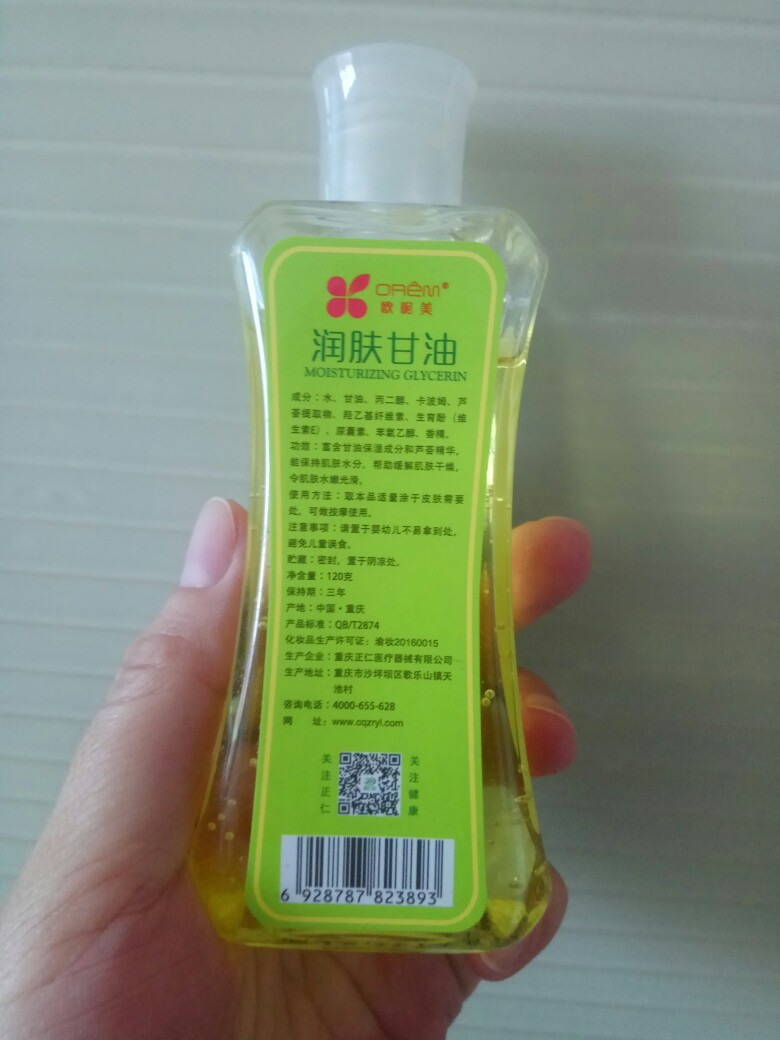 ORÊM®
欧昵美
润肤甘油
MOISTURIZING GLYCERIN
成分：水、甘油、丙二醇、卡波姆、芦
荟提取物、羟乙基纤维素、生育酚（维
生素E）、尿囊素、苯氧乙醇、香精。
功效：富含甘油保湿成分和芦荟精华，
能保持肌肤水分，帮助缓解肌肤干燥，
令肌肤水嫩光滑。
使用方法：取本品适量涂于皮肤需要
处，可做按摩使用。
注意事项：请置于婴幼儿不易拿到处，
避免儿童误食。
贮藏：密封，置于阴凉处。
净含量：120克
保持期：三年
产地：中国·重庆
产品标准：QB/T2874
化妆品生产许可证：渝妆20160015
生产企业：重庆正仁医疗器械有限公司
生产地址：重庆市沙坪坝区歌乐山镇天
池村
咨询电话：4000-655-628
网 址：www.cqzryl.com
关注正仁
关注健康
6 928787 823893